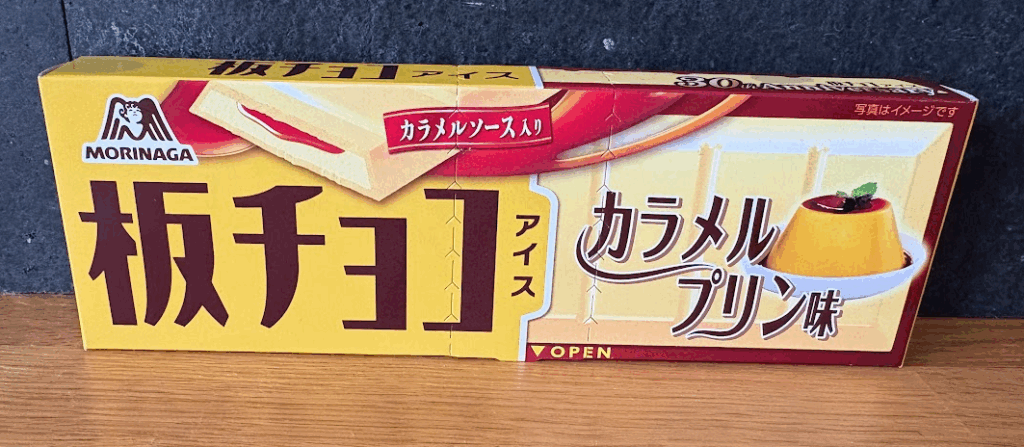 板チョコアイス
30
Anniversary
写真はイメージです
MORINAGA
カラメルソース入り
板チョコ
アイス
カラメル
プリン味
▼OPEN